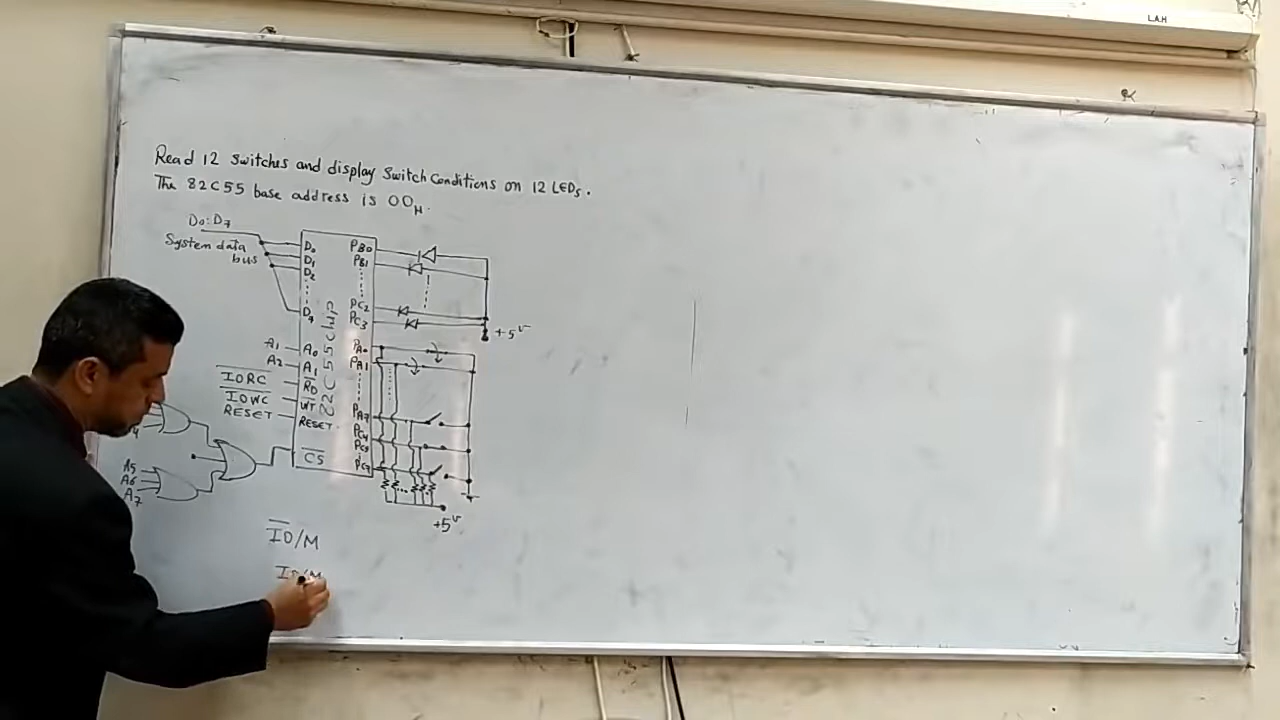 L.A.H
Read 12 switches and display Switch Conditions on 12 LEDs.
The 82C55 base address is 00H.
D0:D7
System data bus
D0
D1
D2
D7
A1 A0
A2 A1
IORC RD
IOWC WT
RESET RESET
CS
82C55 chip
PB0
PB1
PC2
PC3
+5V
PA0
PA1
PA7
PC4
PC5
PC7
+5V
A5
A6
A7
IO/M
IO/M